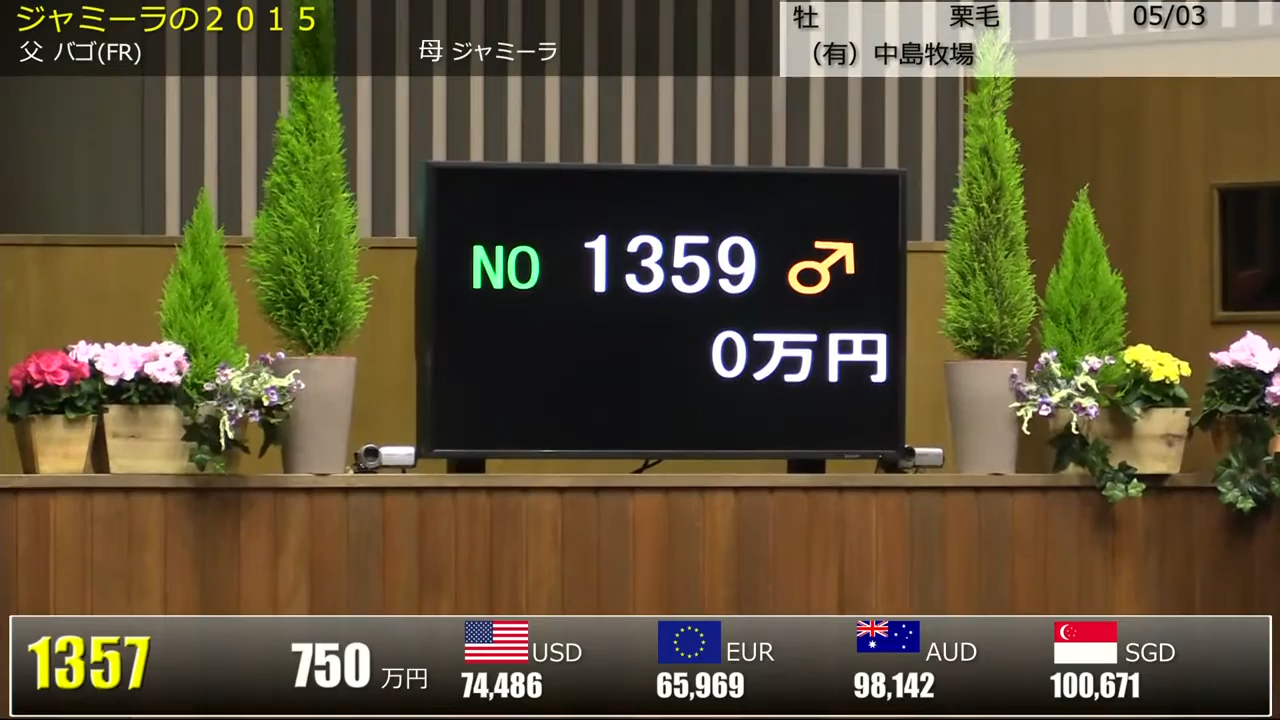 ジャミーラの２０１５
父 バゴ(FR)
母 ジャミーラ
牡 栗毛 05/03
（有）中島牧場
NO 1359 ♂
0万円
1357
750 万円
USD
74,486
EUR
65,969
AUD
98,142
SGD
100,671